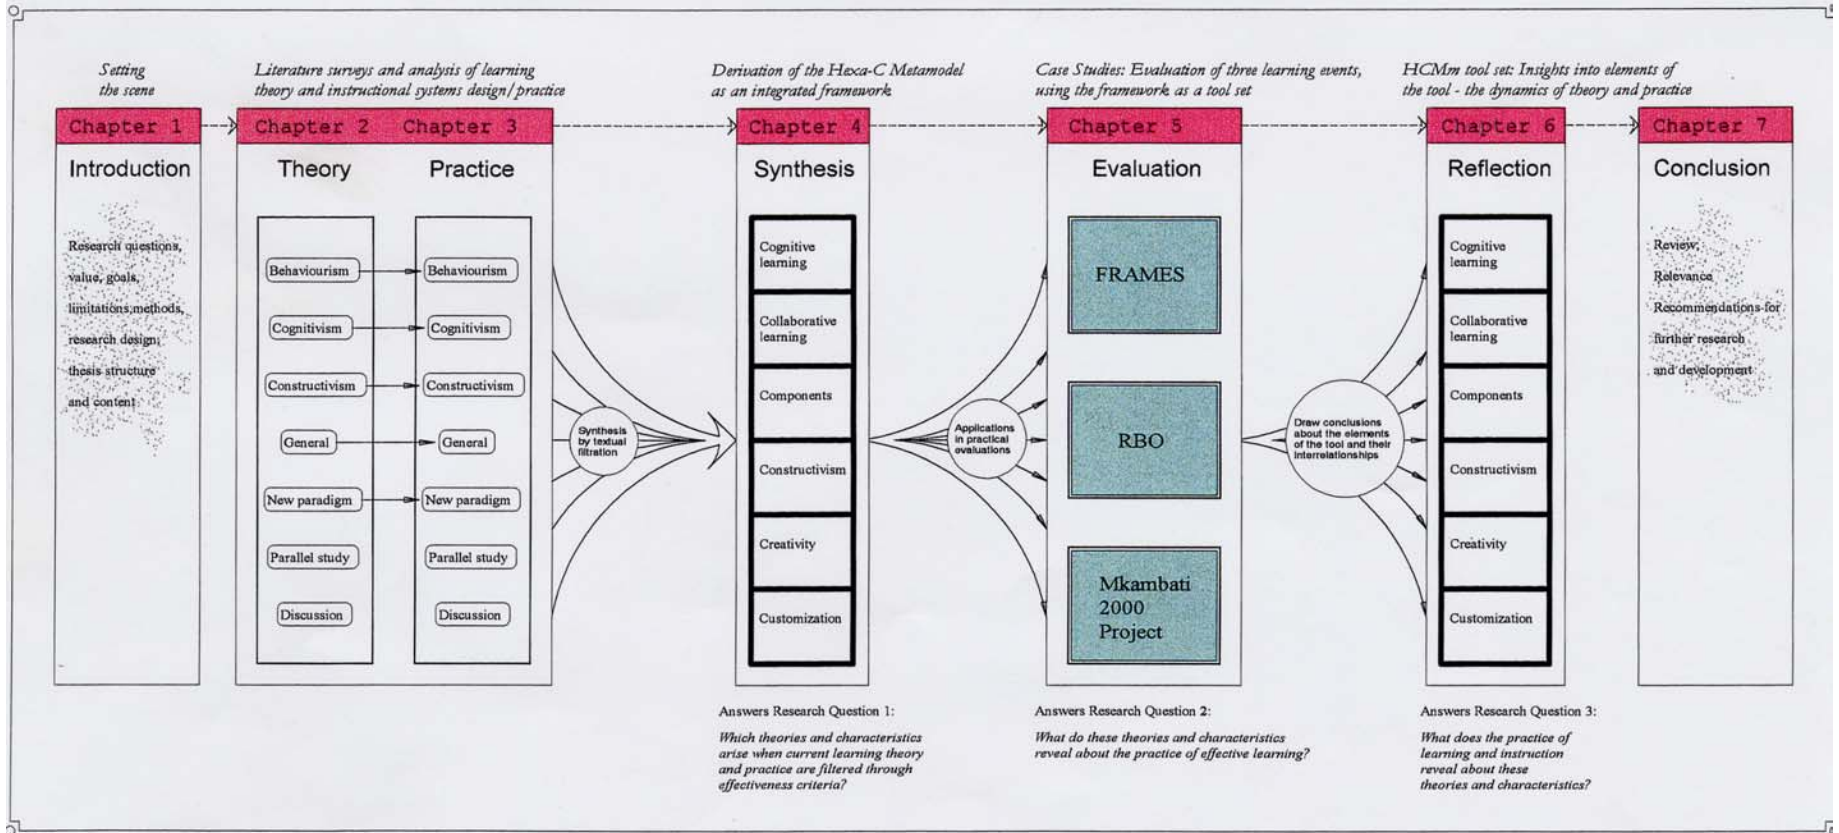 Setting
the scene
Literature surveys and analysis of learning
theory and instructional systems design/practice
Derivation of the Hexa-C Metamodel
as an integrated framework
Case Studies: Evaluation of three learning events,
using the framework as a tool set
HCMm tool set: Insights into elements of
the tool - the dynamics of theory and practice
Chapter 1
Chapter 2
Chapter 3
Chapter 4
Chapter 5
Chapter 6
Chapter 7
Introduction
Theory
Practice
Synthesis
Evaluation
Reflection
Conclusion
Research questions,
value, goals,
limitations,methods,
research design,
thesis structure
and content
Behaviourism
Cognitivism
Constructivism
General
New paradigm
Parallel study
Discussion
Behaviourism
Cognitivism
Constructivism
General
New paradigm
Parallel study
Discussion
Synthesis
by textual
filtration
Cognitive
learning
Collaborative
learning
Components
Constructivism
Creativity
Customization
Applications
in practical
evaluations
FRAMES
RBO
Mkambati
2000
Project
Draw conclusions
about the elements
of the tool and their
interrelationships
Cognitive
learning
Collaborative
learning
Components
Constructivism
Creativity
Customization
Review,
Relevance
Recommendations for
further research
and development
Answers Research Question 1:
Which theories and characteristics
arise when current learning theory
and practice are filtered through
effectiveness criteria?
Answers Research Question 2:
What do these theories and characteristics
reveal about the practice of effective learning?
Answers Research Question 3:
What does the practice of
learning and instruction
reveal about these
theories and characteristics?